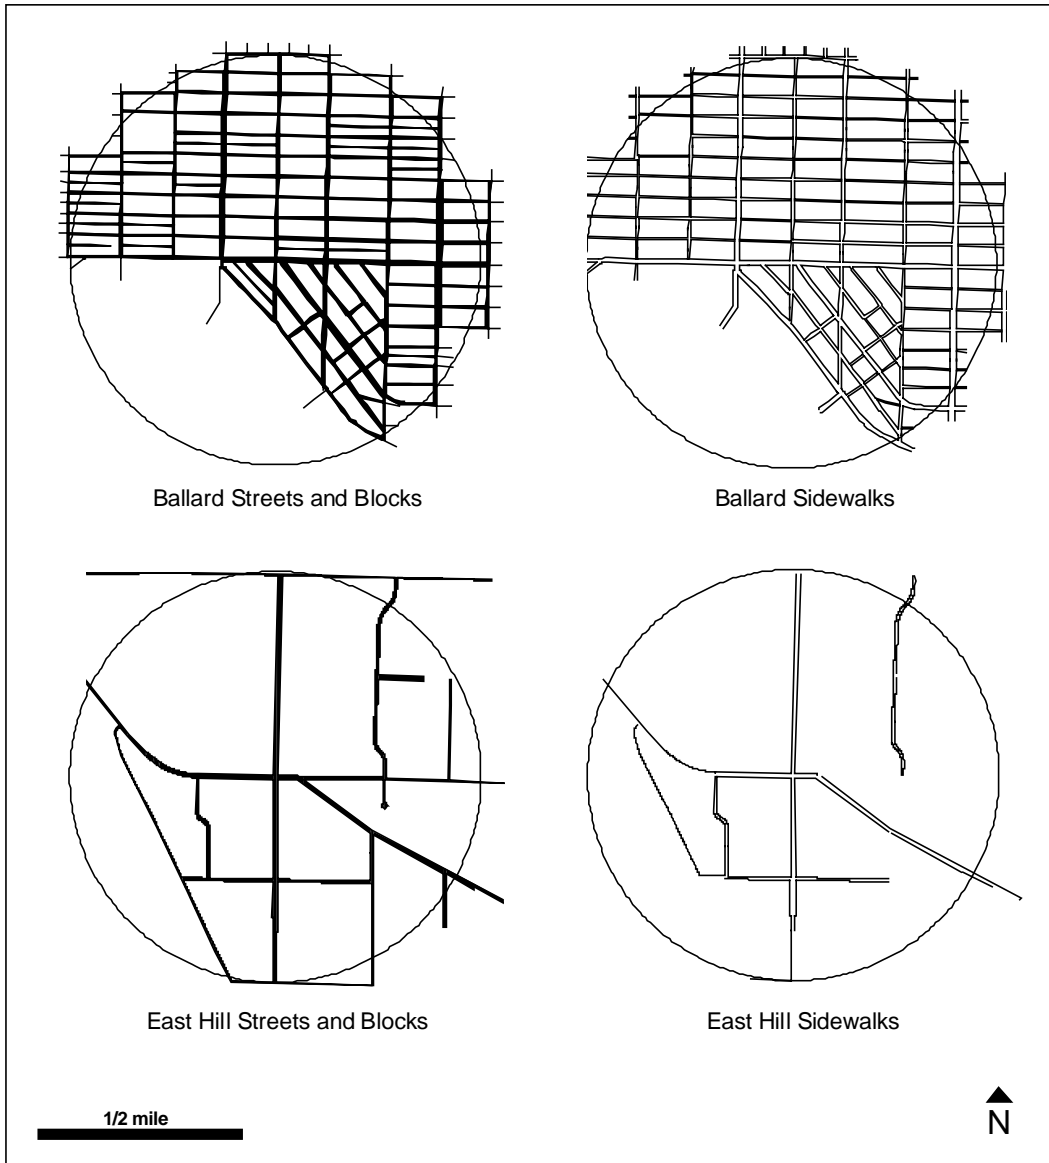 Ballard Streets and Blocks
Ballard Sidewalks
East Hill Streets and Blocks
East Hill Sidewalks
1/2 mile
N